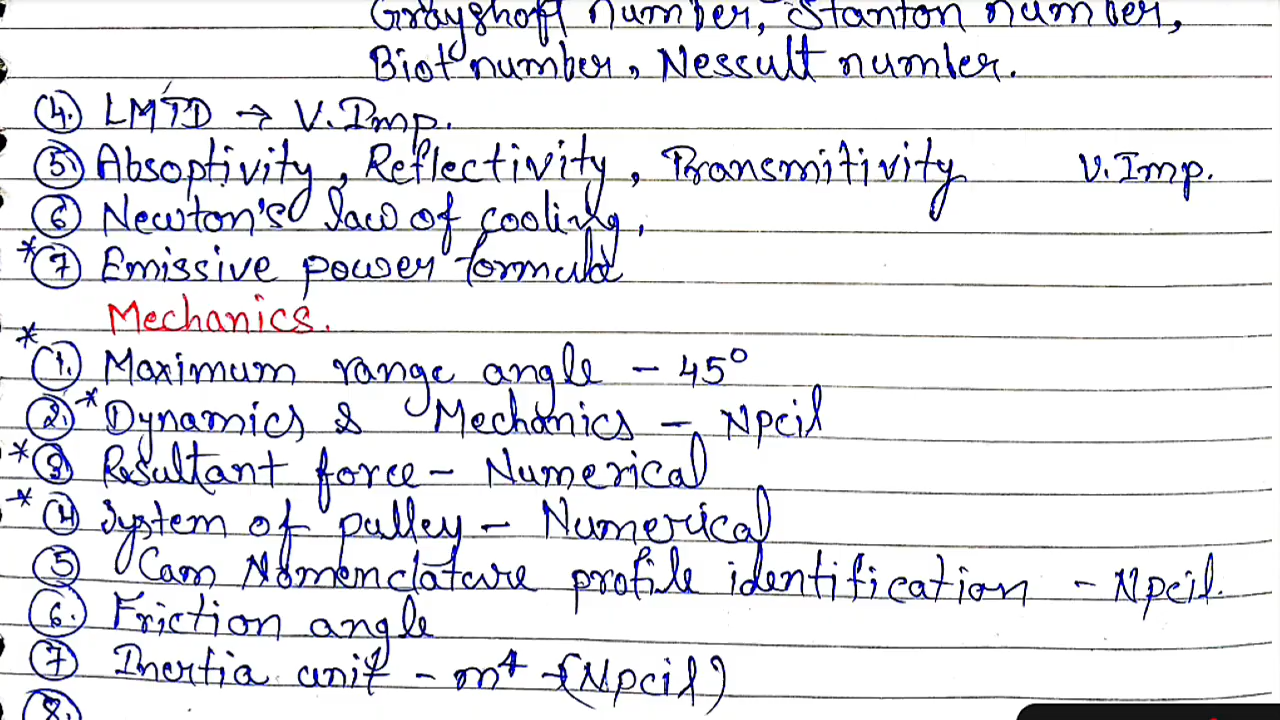 Grayshoff number, Stanton number,
Biot number, Nessult number.
4. LMTD → V. Imp.
5 Absoptivity, Reflectivity, Transmitivity V. Imp.
6 Newton's law of cooling,
* 7 Emissive power formula
Mechanics.
* 1. Maximum range angle - 45°
2. * Dynamics & Mechanics - Npcil
* 3 Resultant force - Numerical
* 4 System of pulley - Numerical
5 Cam Nomenclature profile identification - Npcil.
6. Friction angle
7 Inertia unit - m⁴ - (Npcil)
8.